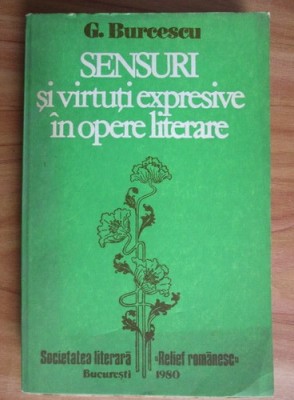 G. Burcescu
SENSURI
și virtuți expresive
în opere literare
Societatea literară «Relief românesc»
București 1980